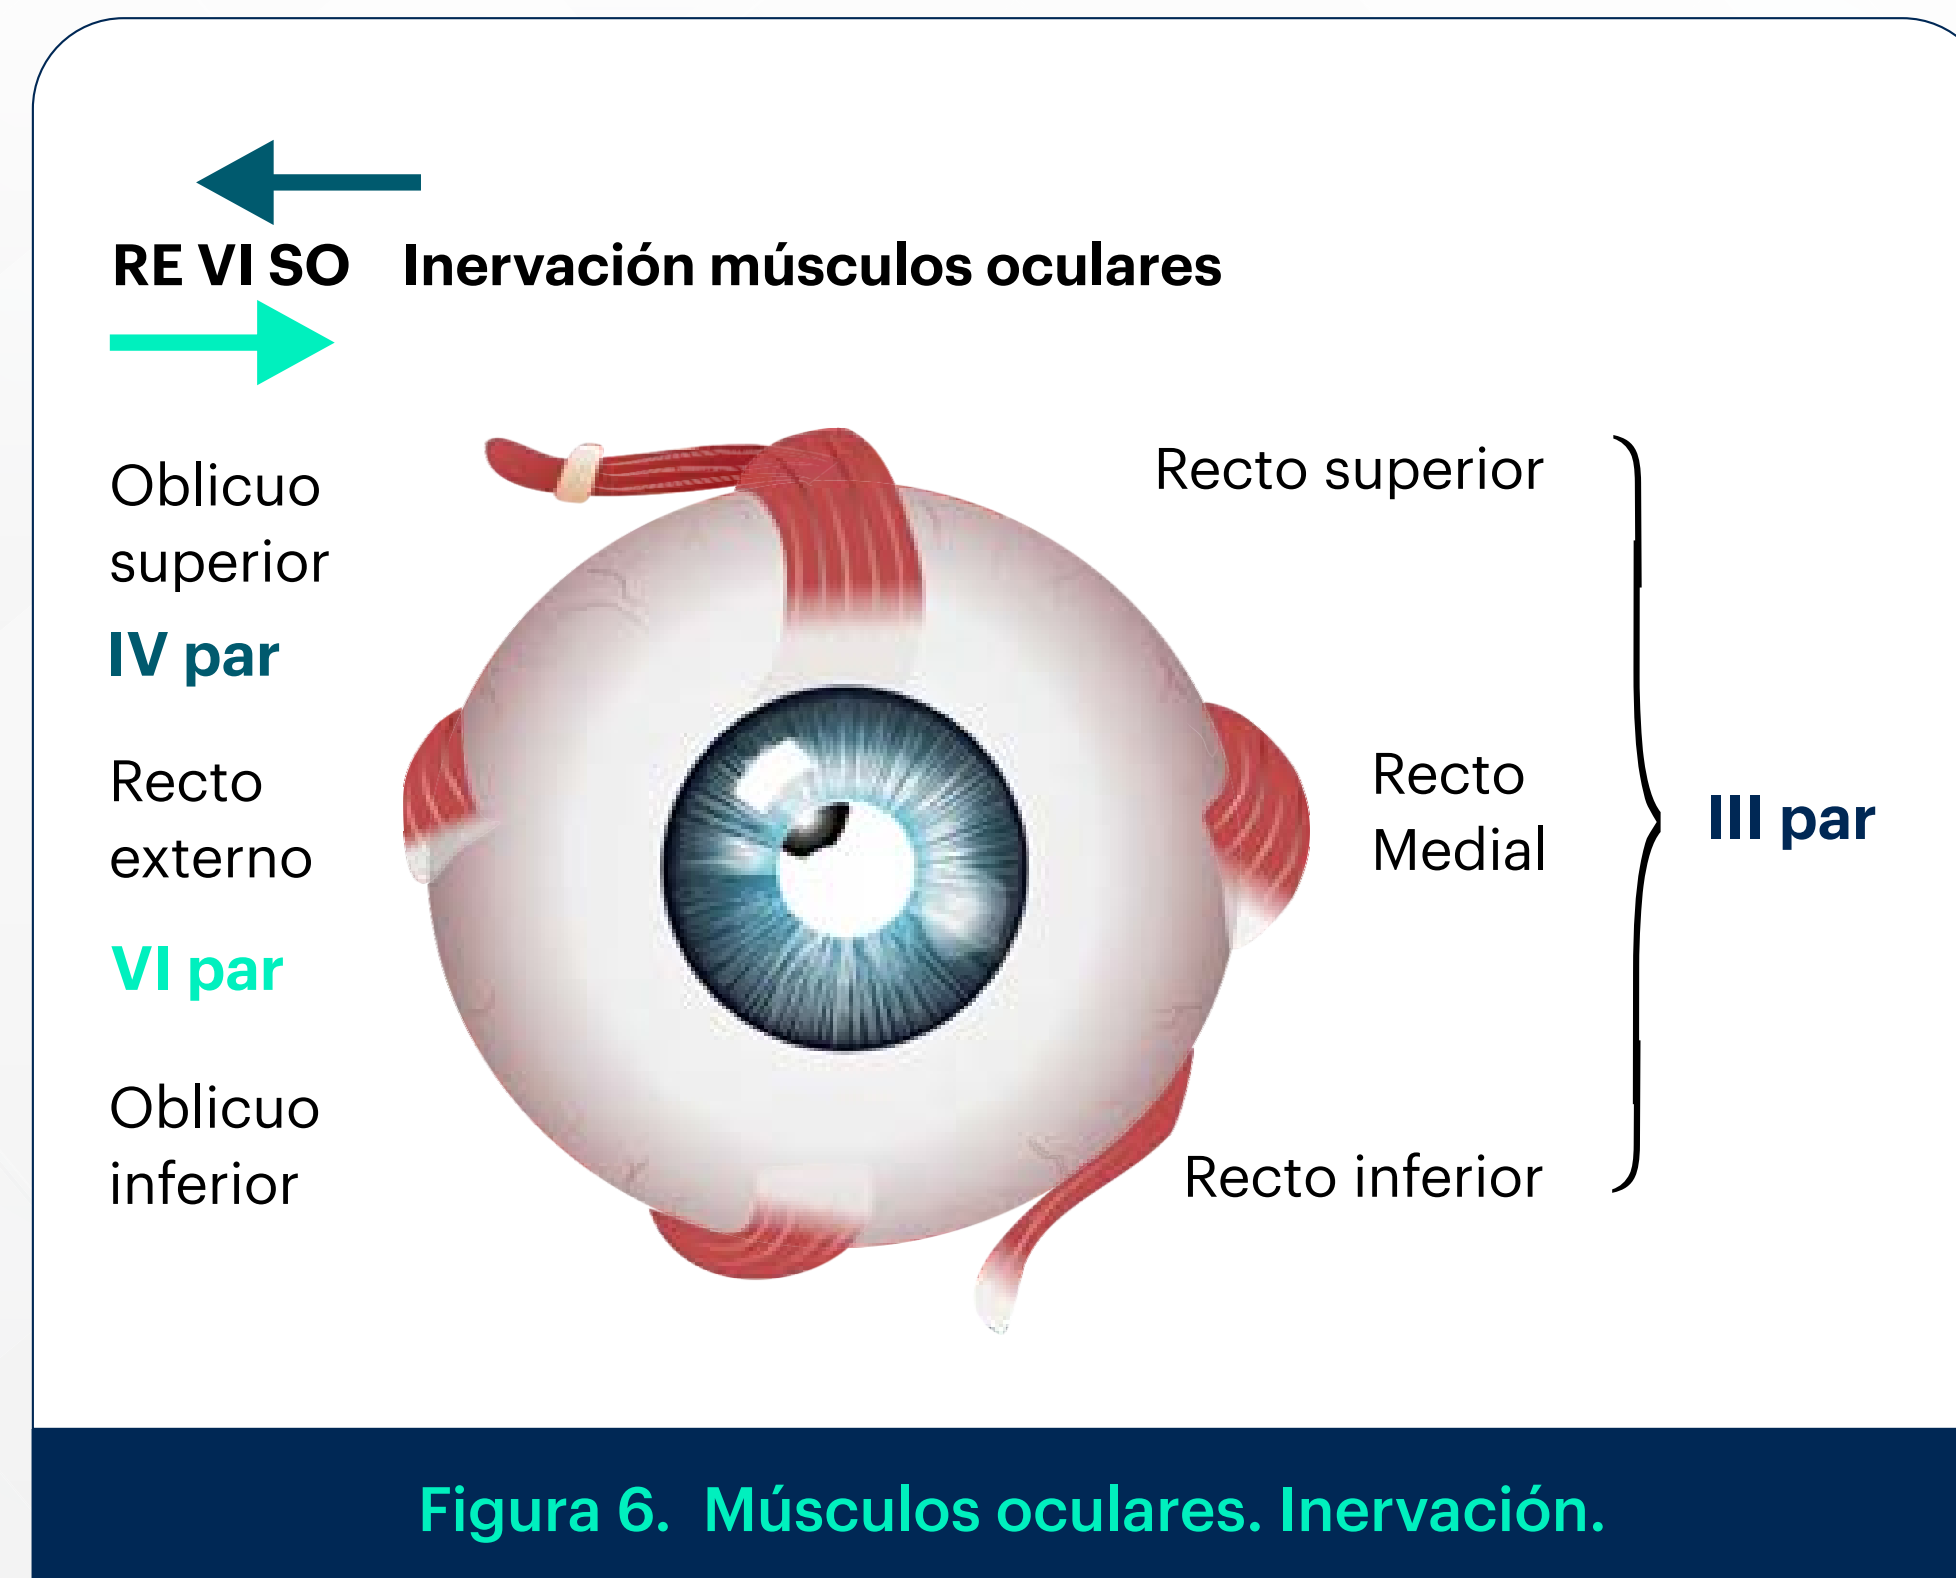 RE VI SO Inervación músculos oculares
Oblicuo
superior
IV par
Recto
externo
VI par
Oblicuo
inferior
Recto superior
Recto
Medial
Recto inferior
III par
Figura 6. Músculos oculares. Inervación.